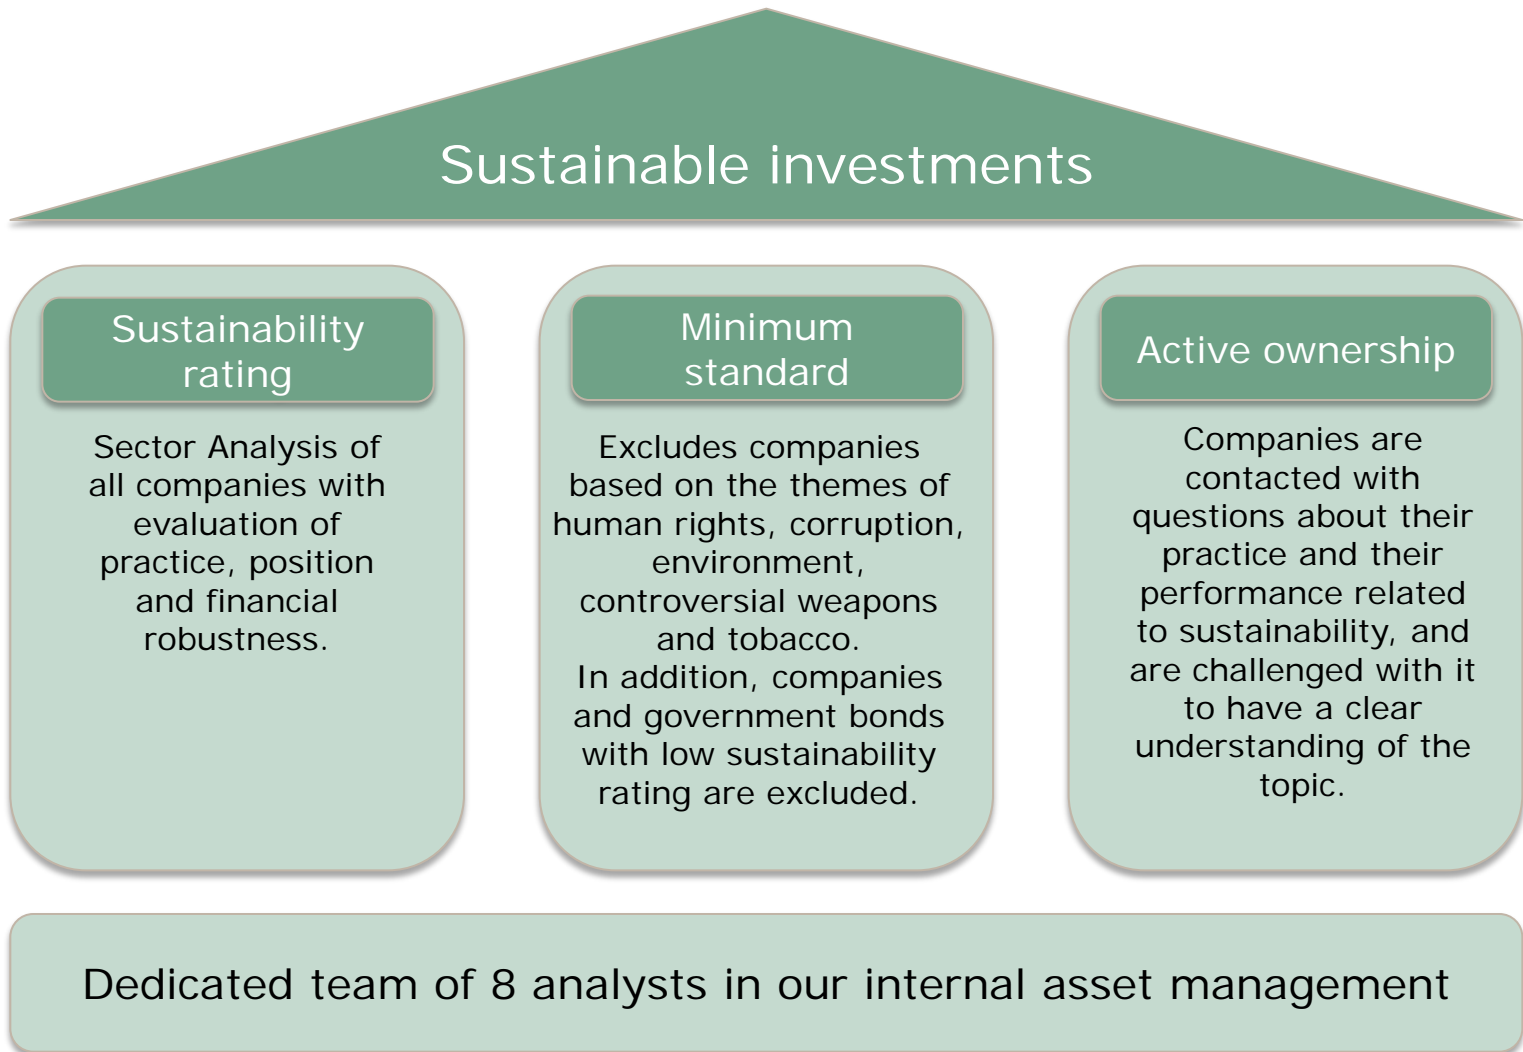 Sustainable investments
Sustainability
rating
Sector Analysis of
all companies with
evaluation of
practice, position
and financial
robustness.
Minimum
standard
Excludes companies
based on the themes of
human rights, corruption,
environment,
controversial weapons
and tobacco.
In addition, companies
and government bonds
with low sustainability
rating are excluded.
Active ownership
Companies are
contacted with
questions about their
practice and their
performance related
to sustainability, and
are challenged with it
to have a clear
understanding of the
topic.
Dedicated team of 8 analysts in our internal asset management